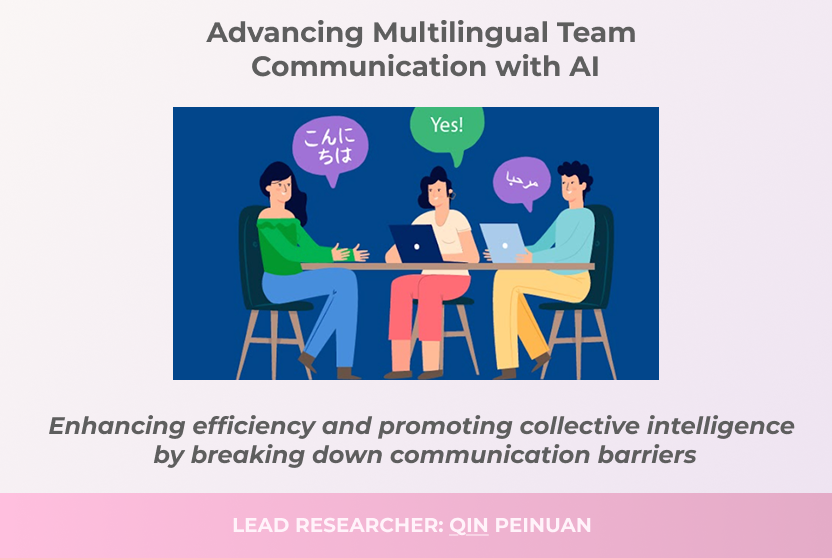 Advancing Multilingual Team
Communication with AI
こんに
ちは
Yes!
مرحبا
Enhancing efficiency and promoting collective intelligence
by breaking down communication barriers
LEAD RESEARCHER: QIN PEINUAN